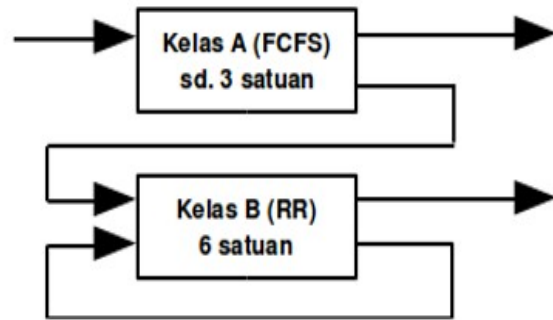 Kelas A (FCFS)
sd. 3 satuan
Kelas B (RR)
6 satuan